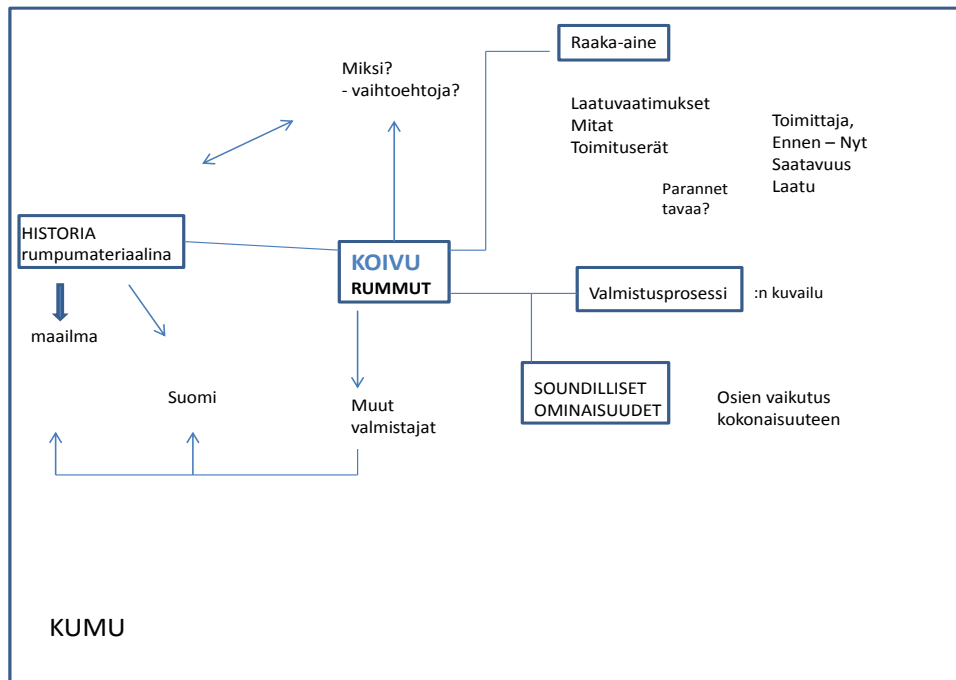 Raaka-aine
Miksi?
- vaihtoehtoja?
Laatuvaatimukset
Mitat
Toimituserät
Toimittaja,
Ennen – Nyt
Saatavuus
Laatu
Parannet
tavaa?
HISTORIA
rumpumateriaalina
KOIVU
RUMMUT
Valmistusprosessi
:n kuvailu
maailma
Suomi
Muut
valmistajat
SOUNDILLISET
OMINAISUUDET
Osien vaikutus
kokonaisuuteen
KUMU